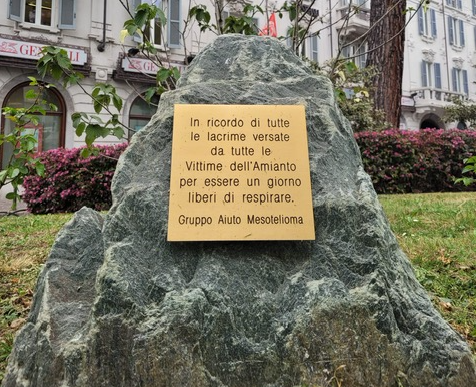 GENERALI
In ricordo di tutte
le lacrime versate
da tutte le
Vittime dell'Amianto
per essere un giorno
liberi di respirare.
Gruppo Aiuto Mesotelioma